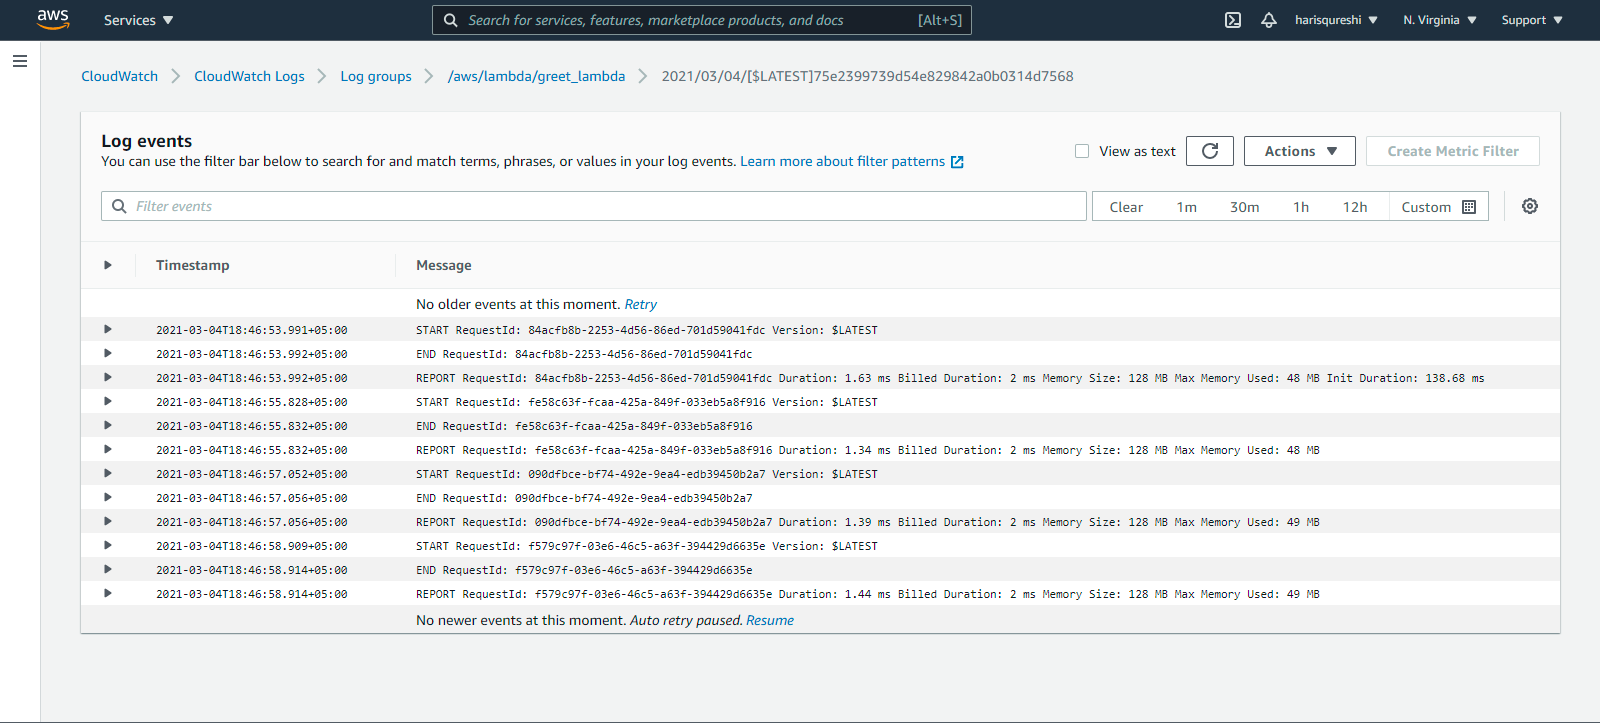 aws Services Search for services, features, marketplace products, and docs [Alt+S] harisqureshi N. Virginia Support
CloudWatch CloudWatch Logs Log groups /aws/lambda/greet_lambda 2021/03/04/[$LATEST]75e2399739d54e829842a0b0314d7568
Log events
You can use the filter bar below to search for and match terms, phrases, or values in your log events. Learn more about filter patterns
View as text Actions Create Metric Filter
Filter events Clear 1m 30m 1h 12h Custom
Timestamp Message
No older events at this moment. Retry
2021-03-04T18:46:53.991+05:00 START RequestId: 84acfb8b-2253-4d56-86ed-701d59041fdc Version: $LATEST
2021-03-04T18:46:53.992+05:00 END RequestId: 84acfb8b-2253-4d56-86ed-701d59041fdc
2021-03-04T18:46:53.992+05:00 REPORT RequestId: 84acfb8b-2253-4d56-86ed-701d59041fdc Duration: 1.63 ms Billed Duration: 2 ms Memory Size: 128 MB Max Memory Used: 48 MB Init Duration: 138.68 ms
2021-03-04T18:46:55.828+05:00 START RequestId: fe58c63f-fcaa-425a-849f-033eb5a8f916 Version: $LATEST
2021-03-04T18:46:55.832+05:00 END RequestId: fe58c63f-fcaa-425a-849f-033eb5a8f916
2021-03-04T18:46:55.832+05:00 REPORT RequestId: fe58c63f-fcaa-425a-849f-033eb5a8f916 Duration: 1.34 ms Billed Duration: 2 ms Memory Size: 128 MB Max Memory Used: 48 MB
2021-03-04T18:46:57.052+05:00 START RequestId: 090dfbce-bf74-492e-9ea4-edb39450b2a7 Version: $LATEST
2021-03-04T18:46:57.056+05:00 END RequestId: 090dfbce-bf74-492e-9ea4-edb39450b2a7
2021-03-04T18:46:57.056+05:00 REPORT RequestId: 090dfbce-bf74-492e-9ea4-edb39450b2a7 Duration: 1.39 ms Billed Duration: 2 ms Memory Size: 128 MB Max Memory Used: 49 MB
2021-03-04T18:46:58.909+05:00 START RequestId: f579c97f-03e6-46c5-a63f-394429d6635e Version: $LATEST
2021-03-04T18:46:58.914+05:00 END RequestId: f579c97f-03e6-46c5-a63f-394429d6635e
2021-03-04T18:46:58.914+05:00 REPORT RequestId: f579c97f-03e6-46c5-a63f-394429d6635e Duration: 1.44 ms Billed Duration: 2 ms Memory Size: 128 MB Max Memory Used: 49 MB
No newer events at this moment. Auto retry paused. Resume